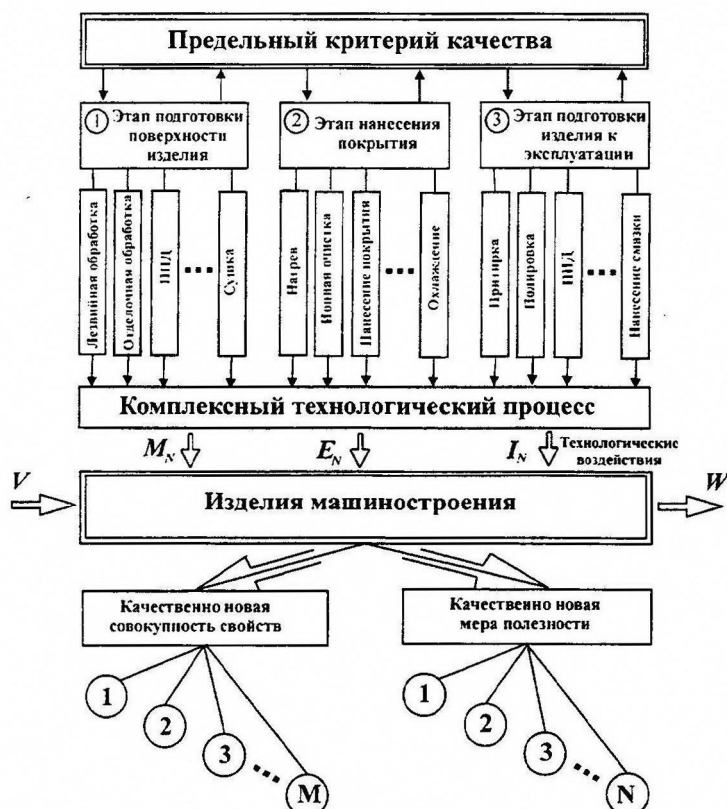 Предельный критерий качества
1 Этап подготовки
поверхности
изделия
2 Этап нанесения
покрытия
3 Этап подготовки
изделия к
эксплуатации
Лезвийная обработка
Отделочная обработка
ППД
...
Сушка
Нагрев
Ионная очистка
Нанесение покрытия
...
Охлаждение
Притирка
Полировка
ППД
...
Нанесение смазки
Комплексный технологический процесс
M_N
E_N
I_N
Технологические
воздействия
V
Изделия машиностроения
W
Качественно новая
совокупность свойств
Качественно новая
мера полезности
1
2
3
...
M
1
2
3
...
N